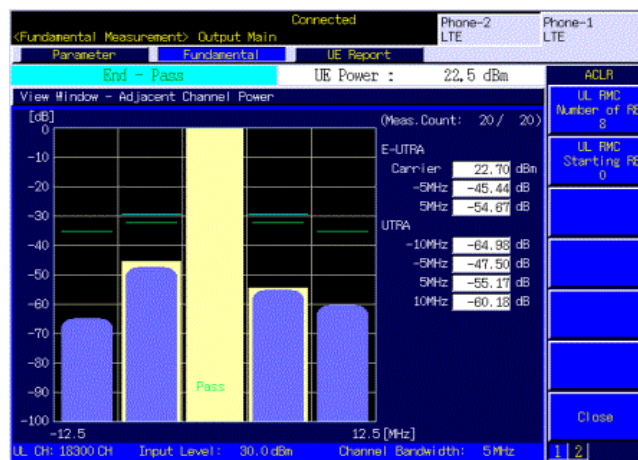 Connected
<Fundamental Measurement> Output Main
Phone-2
LTE
Phone-1
LTE
Parameter
Fundamental
UE Report
End - Pass
UE Power :
22.5 dBm
ACLR
View Window - Adjacent Channel Power
UL RMC
Number of RB
8
UL RMC
Starting RB
0
[dB]
(Meas.Count: 20/ 20)
0
-10
-20
-30
-40
-50
-60
-70
-80
-90
-100
E-UTRA
Carrier 22.70 dBm
-5MHz -45.44 dB
5MHz -54.67 dB
UTRA
-10MHz -64.98 dB
-5MHz -47.50 dB
5MHz -55.17 dB
10MHz -60.18 dB
Pass
-12.5
12.5[MHz]
Close
UL CH: 18300 CH Input Level: 30.0 dBm Channel Bandwidth: 5MHz
1 2